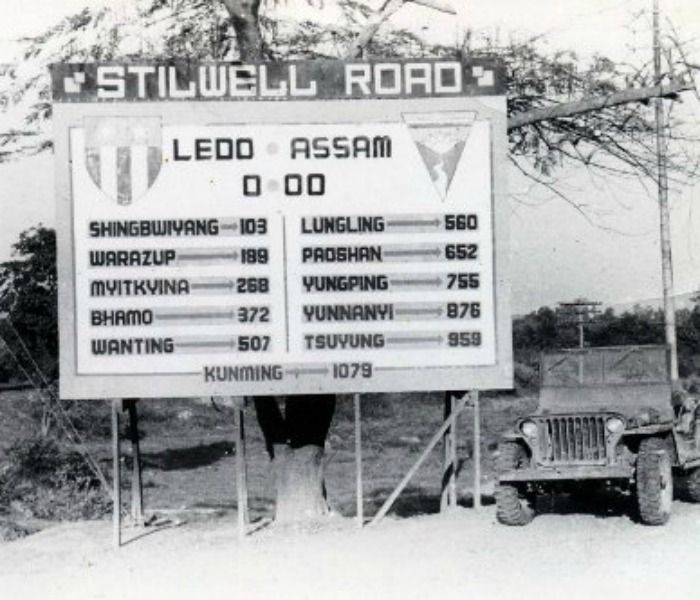 STILWELL ROAD
LEDO ASSAM
0 00
SHINGBWIYANG 103
WARAZUP 189
MYITKYINA 268
BHAMO 372
WANTING 507
LUNGLING 560
PAOSHAN 652
YUNGPING 755
YUNNANYI 876
TSUYUNG 959
KUNMING 1079